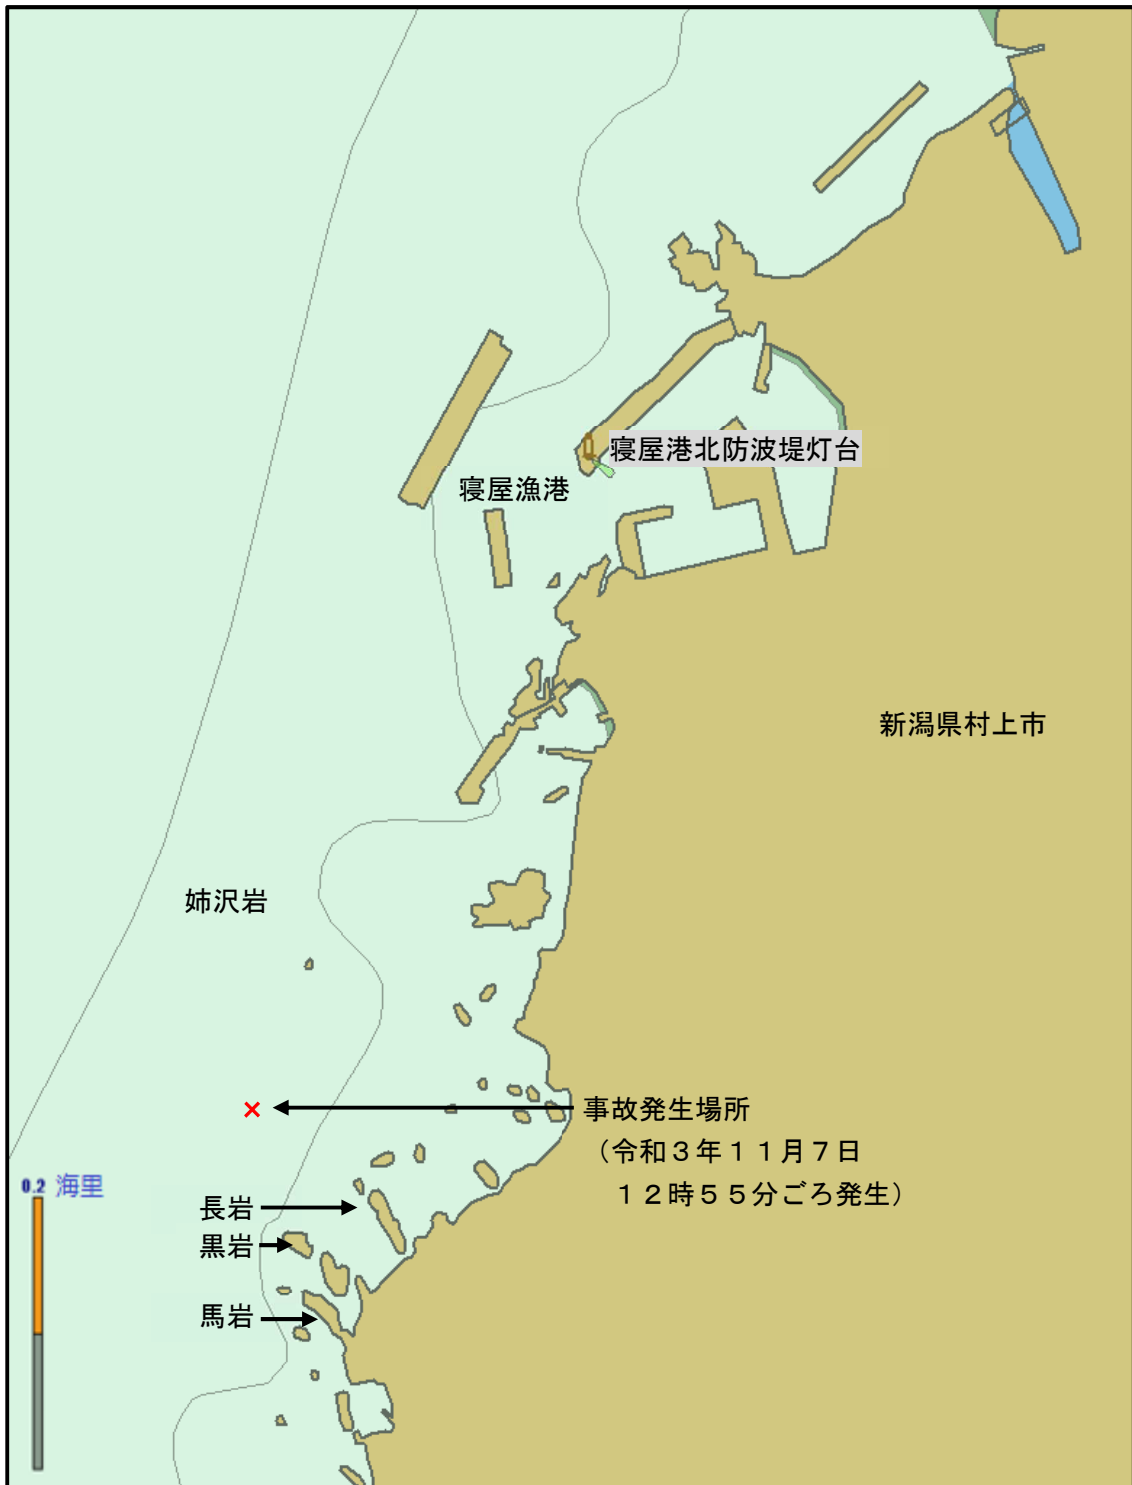 寝屋港北防波堤灯台
寝屋漁港
新潟県村上市
姉沢岩
事故発生場所
（令和３年１１月７日
１２時５５分ごろ発生）
0.2 海里
長岩
黒岩
馬岩